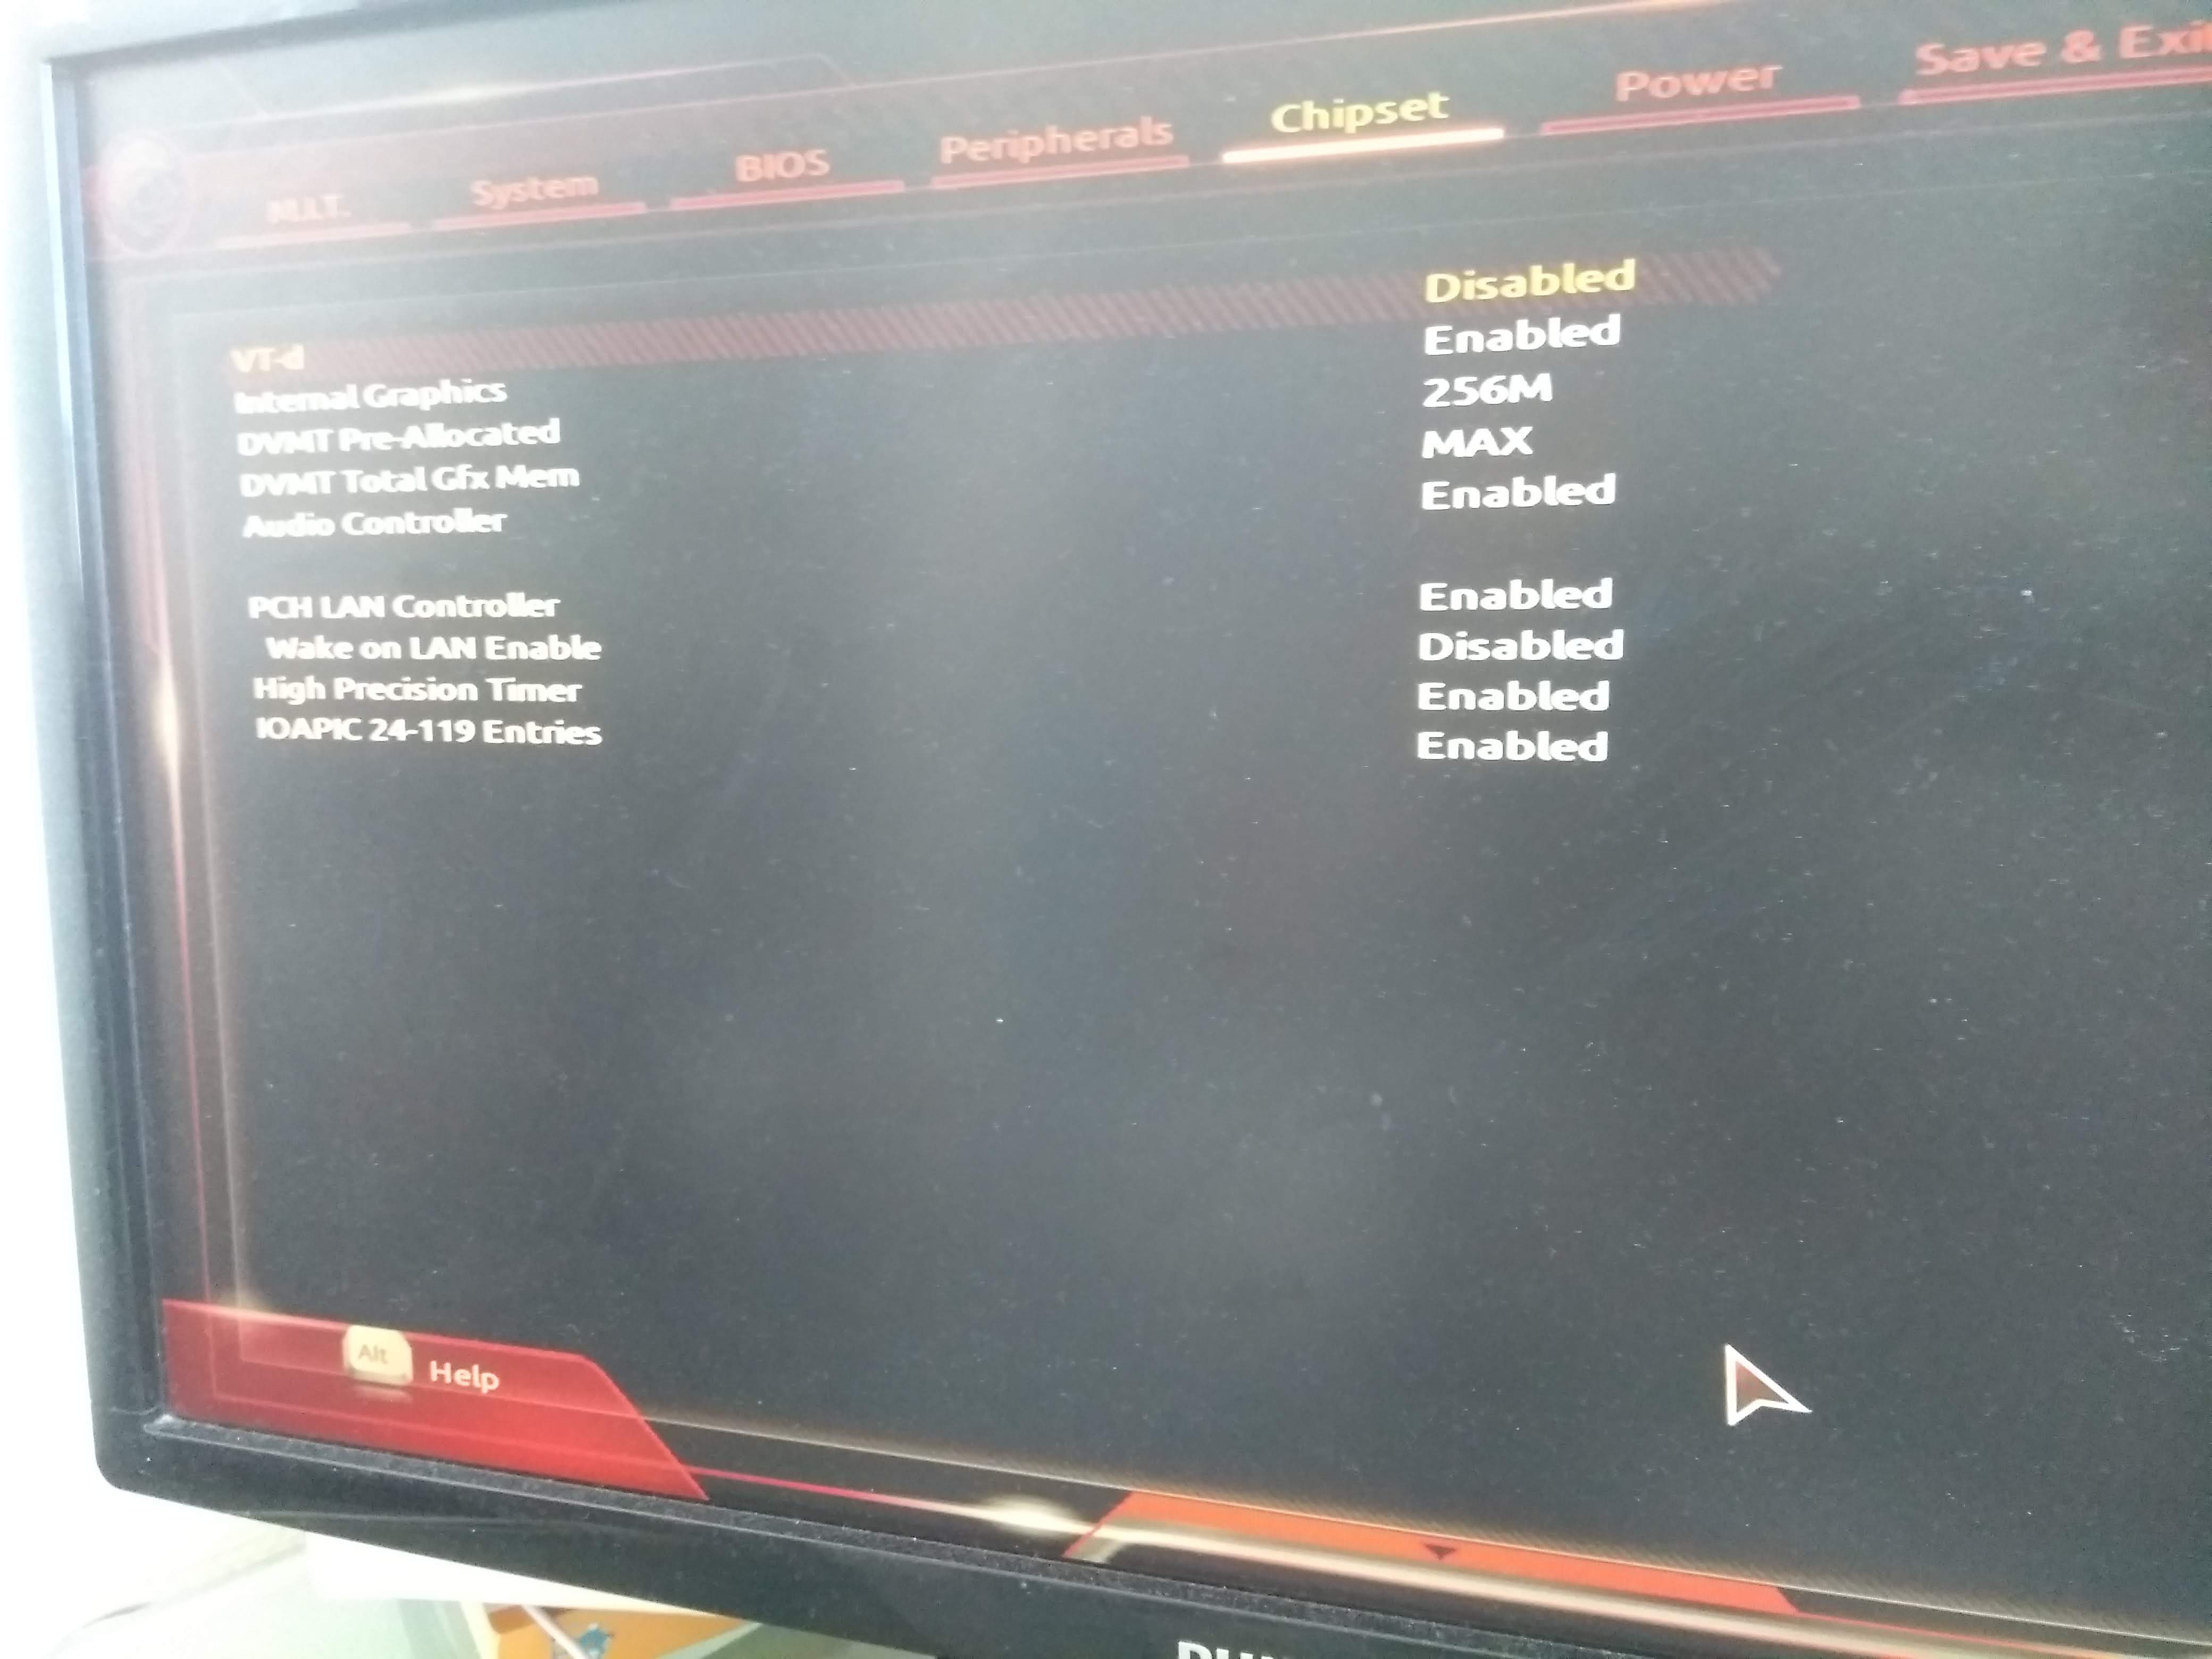 M.I.T. System BIOS Peripherals Chipset Power Save & Exit
VT-d Disabled
Internal Graphics Enabled
DVMT Pre-Allocated 256M
DVMT Total Gfx Mem MAX
Audio Controller Enabled
PCH LAN Controller Enabled
Wake on LAN Enable Disabled
High Precision Timer Enabled
IOAPIC 24-119 Entries Enabled
Alt Help